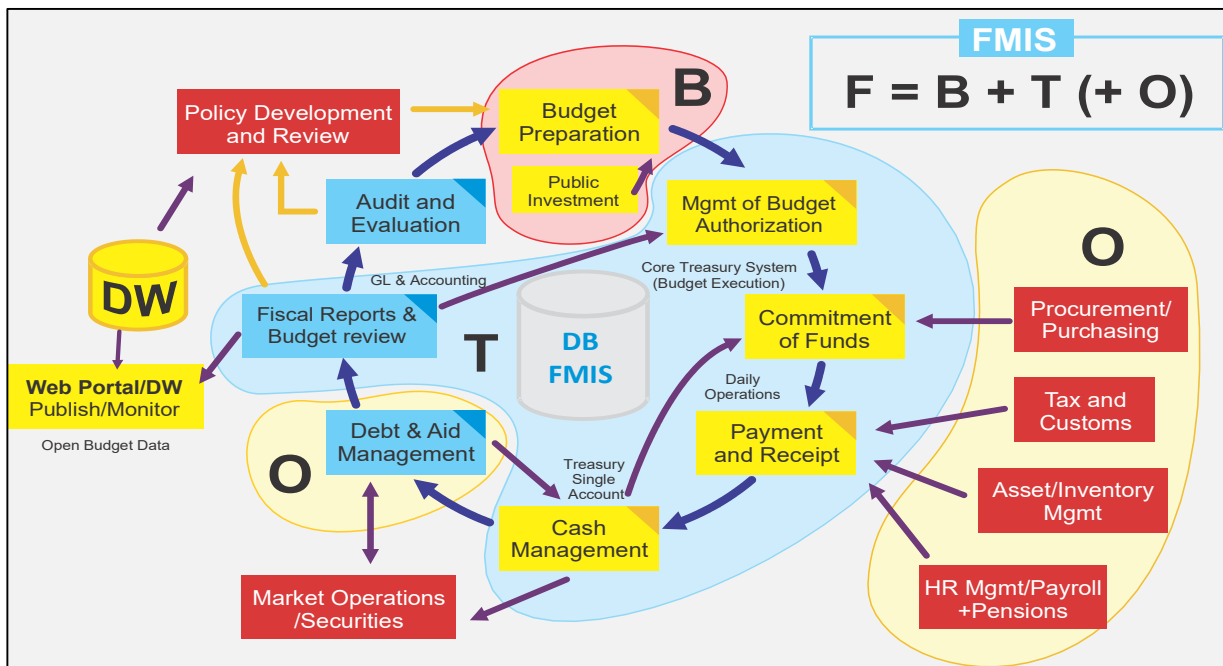 FMIS
F = B + T (+ O)
B
Policy Development
and Review
Budget
Preparation
Public
Investment
Audit and
Evaluation
Mgmt of Budget
Authorization
O
DW
GL & Accounting
Core Treasury System
(Budget Execution)
Fiscal Reports &
Budget review
T
DB
FMIS
Commitment
of Funds
Procurement/
Purchasing
Web Portal/DW
Publish/Monitor
Open Budget Data
Daily
Operations
Tax and
Customs
O
Debt & Aid
Management
Treasury
Single
Account
Payment
and Receipt
Asset/Inventory
Mgmt
Cash
Management
Market Operations
/Securities
HR Mgmt/Payroll
+Pensions